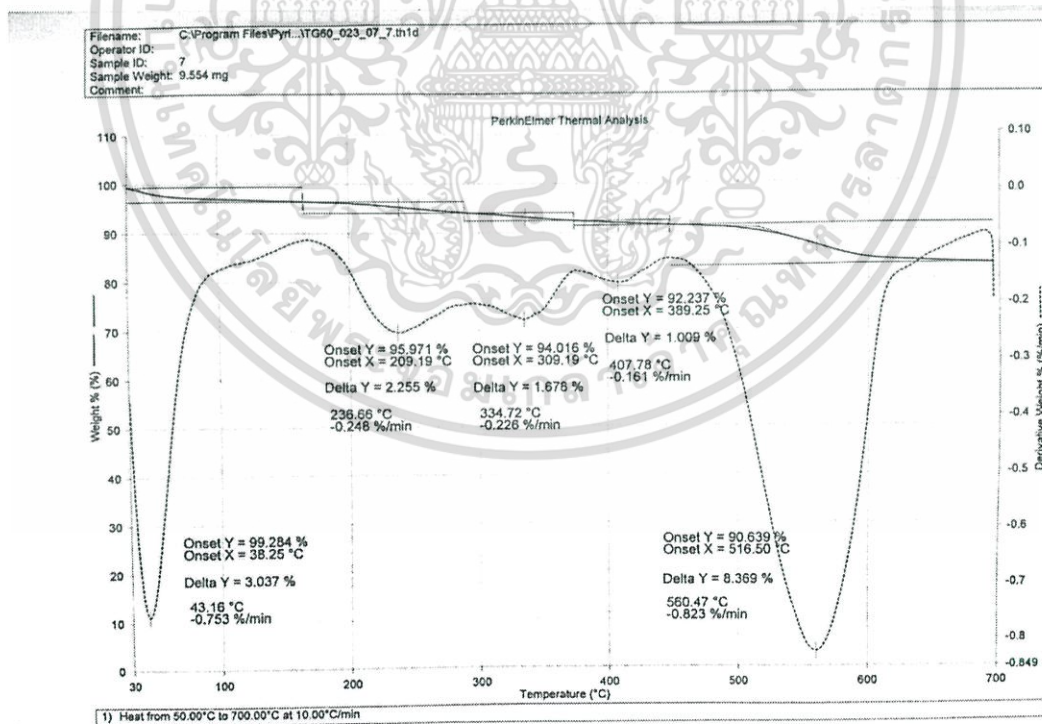 Filename: C:\Program Files\Pyri...\TG60_023_07_7.th1d
Operator ID:
Sample ID: 7
Sample Weight: 9.554 mg
Comment:
PerkinElmer Thermal Analysis
110
100
90
80
70
60
50
40
30
20
10
0
Weight % (%)
0.10
0.0
-0.1
-0.2
-0.3
-0.4
-0.5
-0.6
-0.7
-0.8
-0.849
Derivative Weight % (%/min)
Onset Y = 99.284 %
Onset X = 38.25 °C
Delta Y = 3.037 %
43.16 °C
-0.753 %/min
Onset Y = 95.971 %
Onset X = 209.19 °C
Delta Y = 2.255 %
236.66 °C
-0.248 %/min
Onset Y = 94.016 %
Onset X = 309.19 °C
Delta Y = 1.678 %
334.72 °C
-0.226 %/min
Onset Y = 92.237 %
Onset X = 389.25 °C
Delta Y = 1.009 %
407.78 °C
-0.161 %/min
Onset Y = 90.639 %
Onset X = 516.50 °C
Delta Y = 8.369 %
560.47 °C
-0.823 %/min
30
100
200
300
400
500
600
700
Temperature (°C)
1) Heat from 50.00°C to 700.00°C at 10.00°C/min